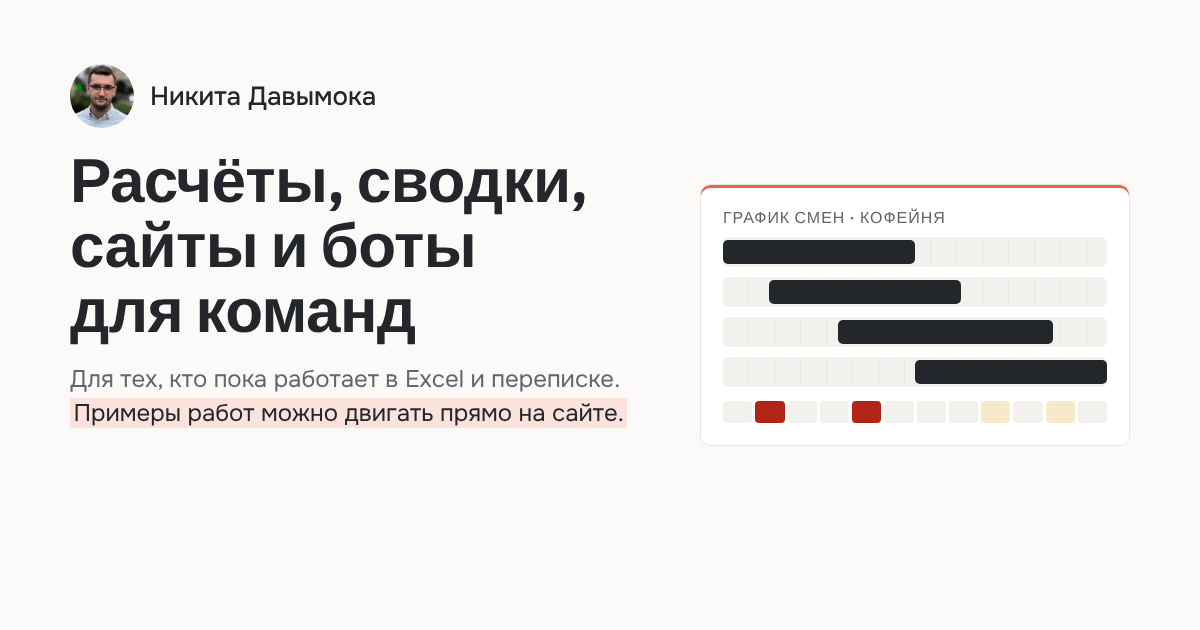 Никита Давымока
Расчёты, сводки,
сайты и боты
для команд
Для тех, кто пока работает в Excel и переписке.
Примеры работ можно двигать прямо на сайте.
ГРАФИК СМЕН · КОФЕЙНЯ